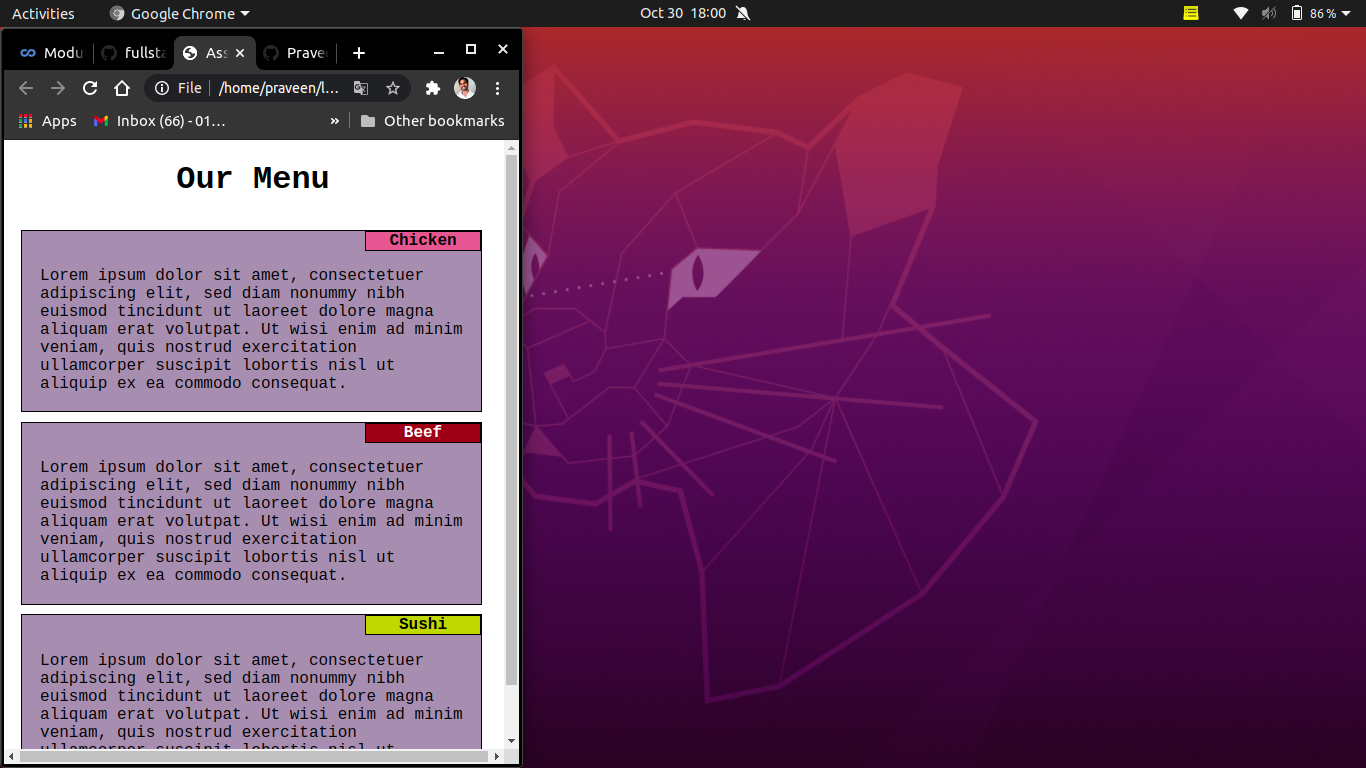 Activities Google Chrome Oct 30 18:00 86 %
Modu fullsta Ass Prave
File /home/praveen/l...
Apps Inbox (66) - 01... » Other bookmarks
Our Menu
Chicken
Lorem ipsum dolor sit amet, consectetuer
adipiscing elit, sed diam nonummy nibh
euismod tincidunt ut laoreet dolore magna
aliquam erat volutpat. Ut wisi enim ad minim
veniam, quis nostrud exercitation
ullamcorper suscipit lobortis nisl ut
aliquip ex ea commodo consequat.
Beef
Lorem ipsum dolor sit amet, consectetuer
adipiscing elit, sed diam nonummy nibh
euismod tincidunt ut laoreet dolore magna
aliquam erat volutpat. Ut wisi enim ad minim
veniam, quis nostrud exercitation
ullamcorper suscipit lobortis nisl ut
aliquip ex ea commodo consequat.
Sushi
Lorem ipsum dolor sit amet, consectetuer
adipiscing elit, sed diam nonummy nibh
euismod tincidunt ut laoreet dolore magna
aliquam erat volutpat. Ut wisi enim ad minim
veniam, quis nostrud exercitation
ullamcorper suscipit lobortis nisl ut